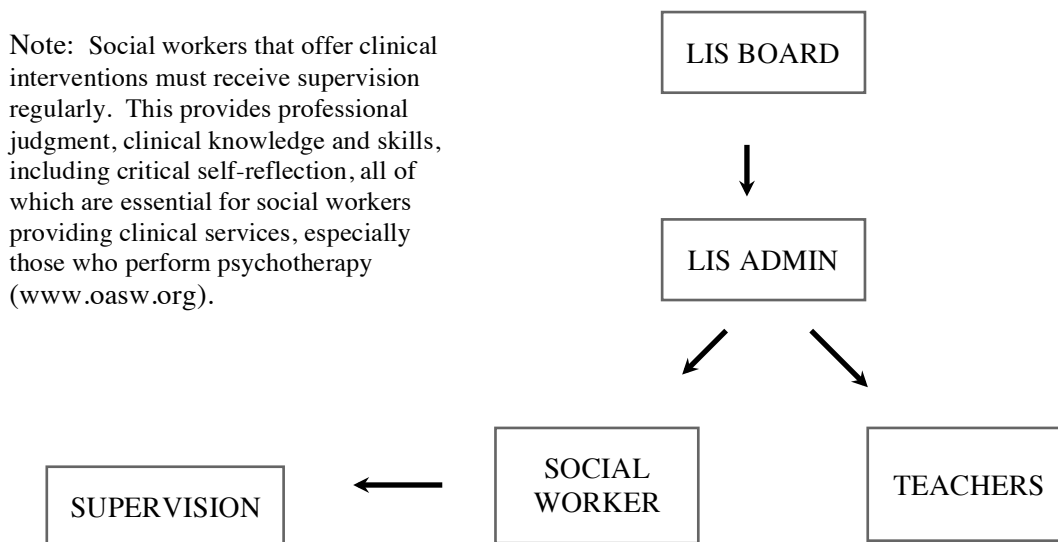 Note:  Social workers that offer clinical
interventions must receive supervision
regularly.  This provides professional
judgment, clinical knowledge and skills,
including critical self-reflection, all of
which are essential for social workers
providing clinical services, especially
those who perform psychotherapy
(www.oasw.org).
LIS BOARD
LIS ADMIN
SOCIAL
WORKER
TEACHERS
SUPERVISION